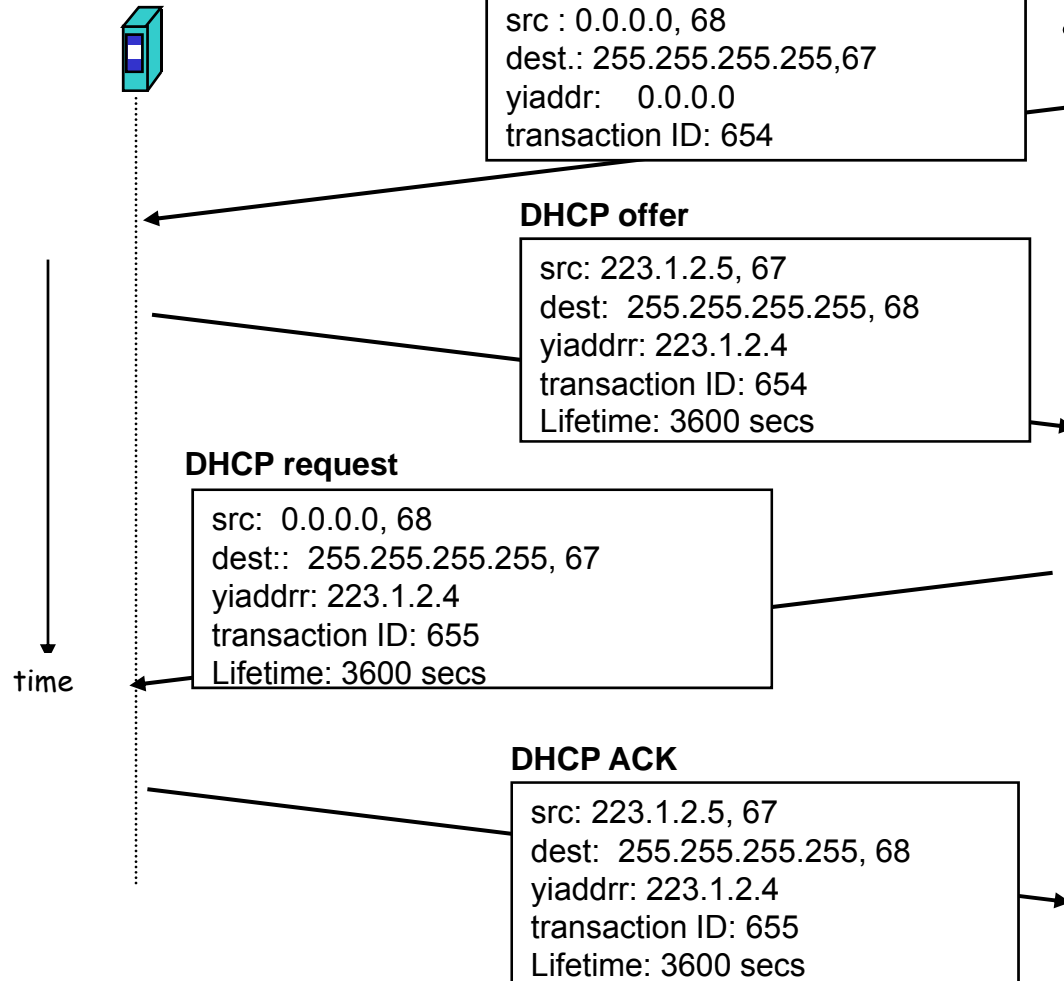 src : 0.0.0.0, 68
dest.: 255.255.255.255,67
yiaddr: 0.0.0.0
transaction ID: 654
DHCP offer
src: 223.1.2.5, 67
dest: 255.255.255.255, 68
yiaddrr: 223.1.2.4
transaction ID: 654
Lifetime: 3600 secs
DHCP request
src: 0.0.0.0, 68
dest:: 255.255.255.255, 67
yiaddrr: 223.1.2.4
transaction ID: 655
Lifetime: 3600 secs
time
DHCP ACK
src: 223.1.2.5, 67
dest: 255.255.255.255, 68
yiaddrr: 223.1.2.4
transaction ID: 655
Lifetime: 3600 secs